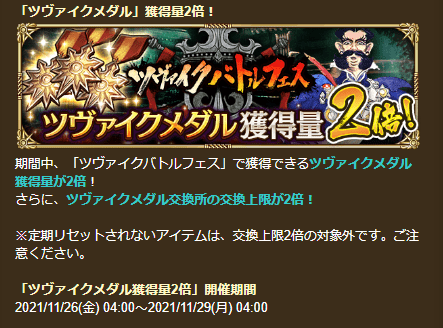 「ツヴァイクメダル」獲得量2倍！
ツヴァイクバトルフェス
ツヴァイクメダル獲得量2倍!
期間中、「ツヴァイクバトルフェス」で獲得できるツヴァイクメダル
獲得量が2倍！
さらに、ツヴァイクメダル交換所の交換上限が2倍！
※定期リセットされないアイテムは、交換上限2倍の対象外です。ご注
意ください。
「ツヴァイクメダル獲得量2倍」開催期間
2021/11/26(金) 04:00～2021/11/29(月) 04:00